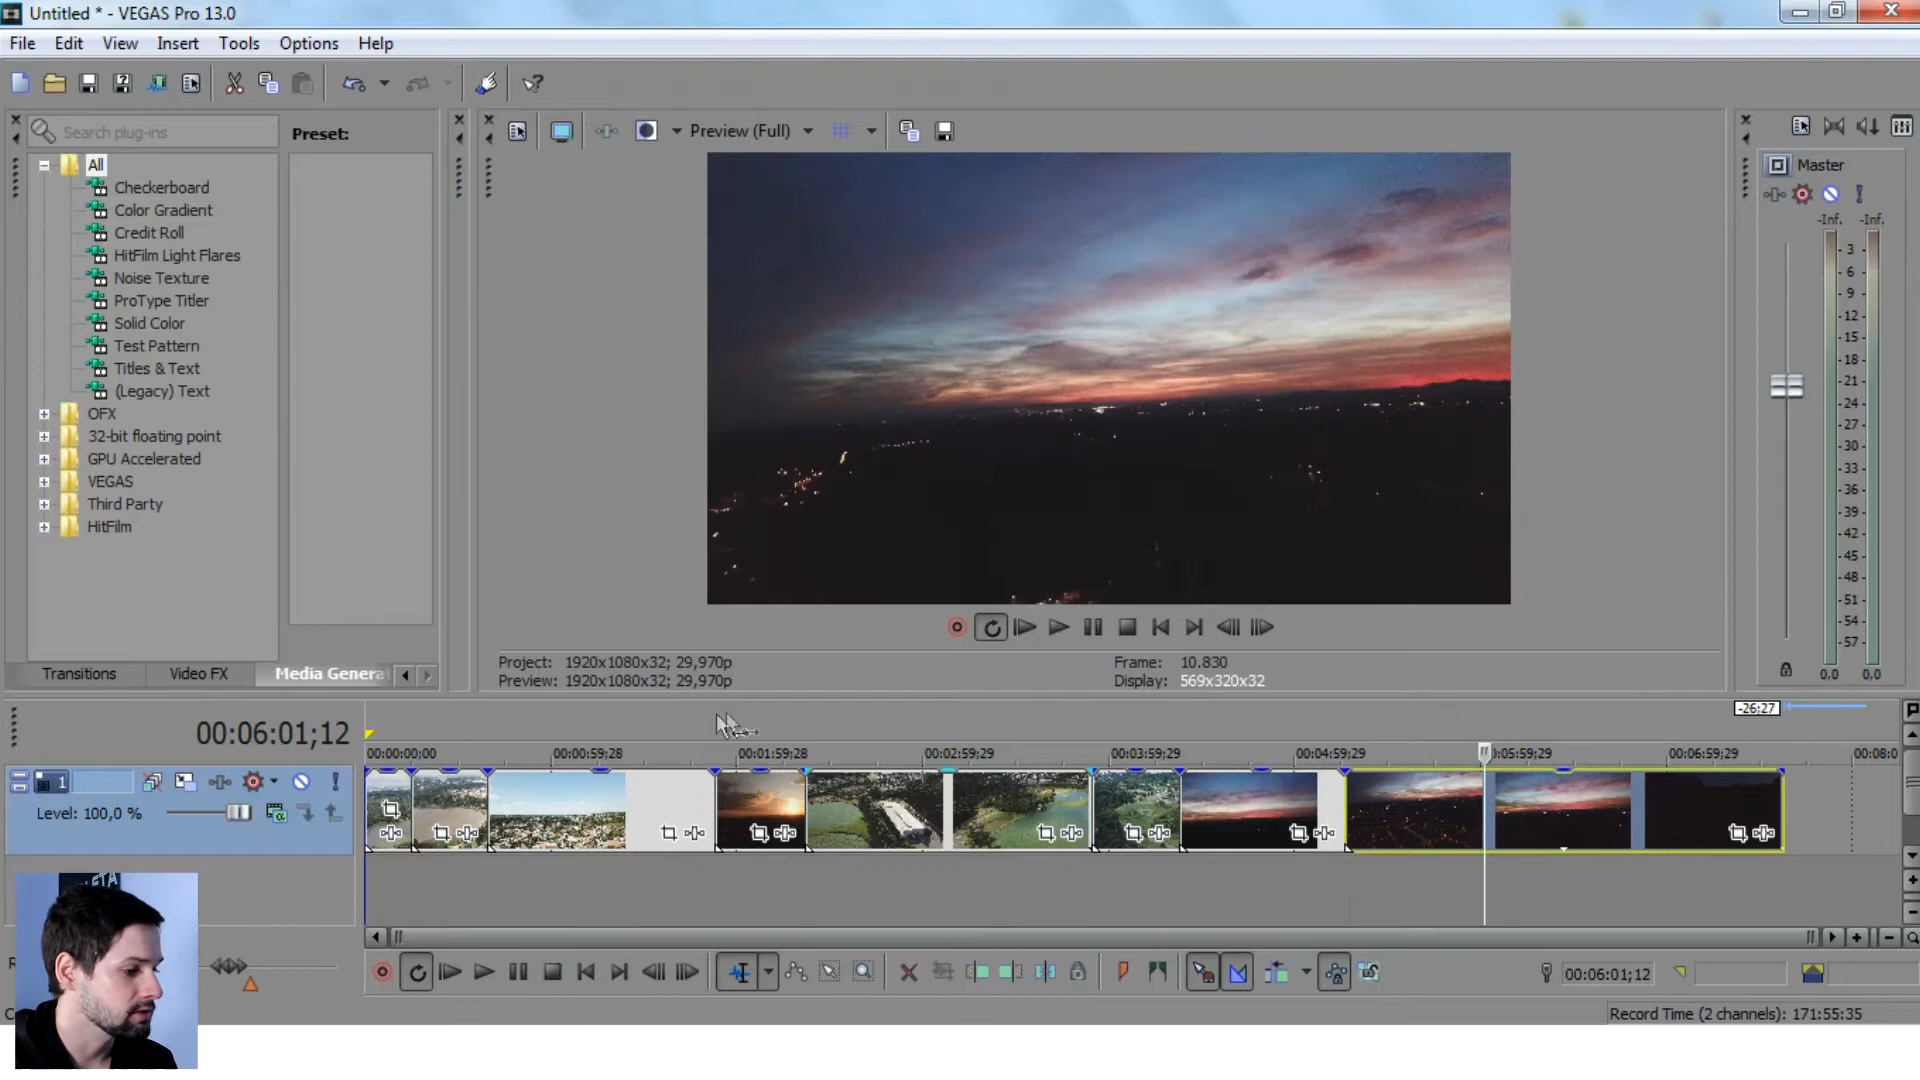 Untitled * - VEGAS Pro 13.0
File Edit View Insert Tools Options Help
Search plug-ins
Preset:
Preview (Full)
Master
All
Checkerboard
Color Gradient
Credit Roll
HitFilm Light Flares
Noise Texture
ProType Titler
Solid Color
Test Pattern
Titles & Text
(Legacy) Text
OFX
32-bit floating point
GPU Accelerated
VEGAS
Third Party
HitFilm
-Inf. -Inf.
3
6
9
12
15
18
21
24
27
30
33
36
39
42
45
48
51
54
57
0,0 0,0
Transitions Video FX Media Genera
Project: 1920x1080x32; 29,970p
Preview: 1920x1080x32; 29,970p
Frame: 10.830
Display: 569x320x32
-26;27
00:06:01;12
00:00:00;00 00:00:59;28 00:01:59;28 00:02:59;29 00:03:59;29 00:04:59;29 00:05:59;29 00:06:59;29 00:08:0
1
Level: 100,0 %
00:06:01;12
Record Time (2 channels): 171:55:35